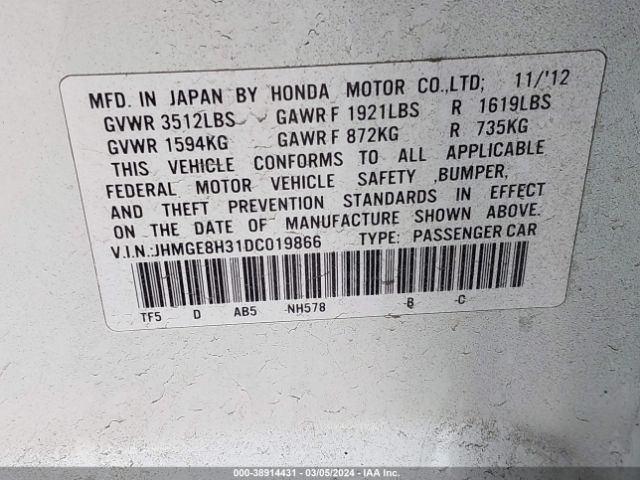 MFD. IN JAPAN BY HONDA MOTOR CO.,LTD; 11/'12
GVWR 3512LBS GAWR F 1921LBS R 1619LBS
GVWR 1594KG GAWR F 872KG R 735KG
THIS VEHICLE CONFORMS TO ALL APPLICABLE
FEDERAL MOTOR VEHICLE SAFETY ,BUMPER,
AND THEFT PREVENTION STANDARDS IN EFFECT
ON THE DATE OF MANUFACTURE SHOWN ABOVE.
V.I.N.:JHMGE8H31DC019866 TYPE: PASSENGER CAR
TF5 D AB5 -NH578 -B -C
000-38914431 - 03/05/2024 - IAA Inc.